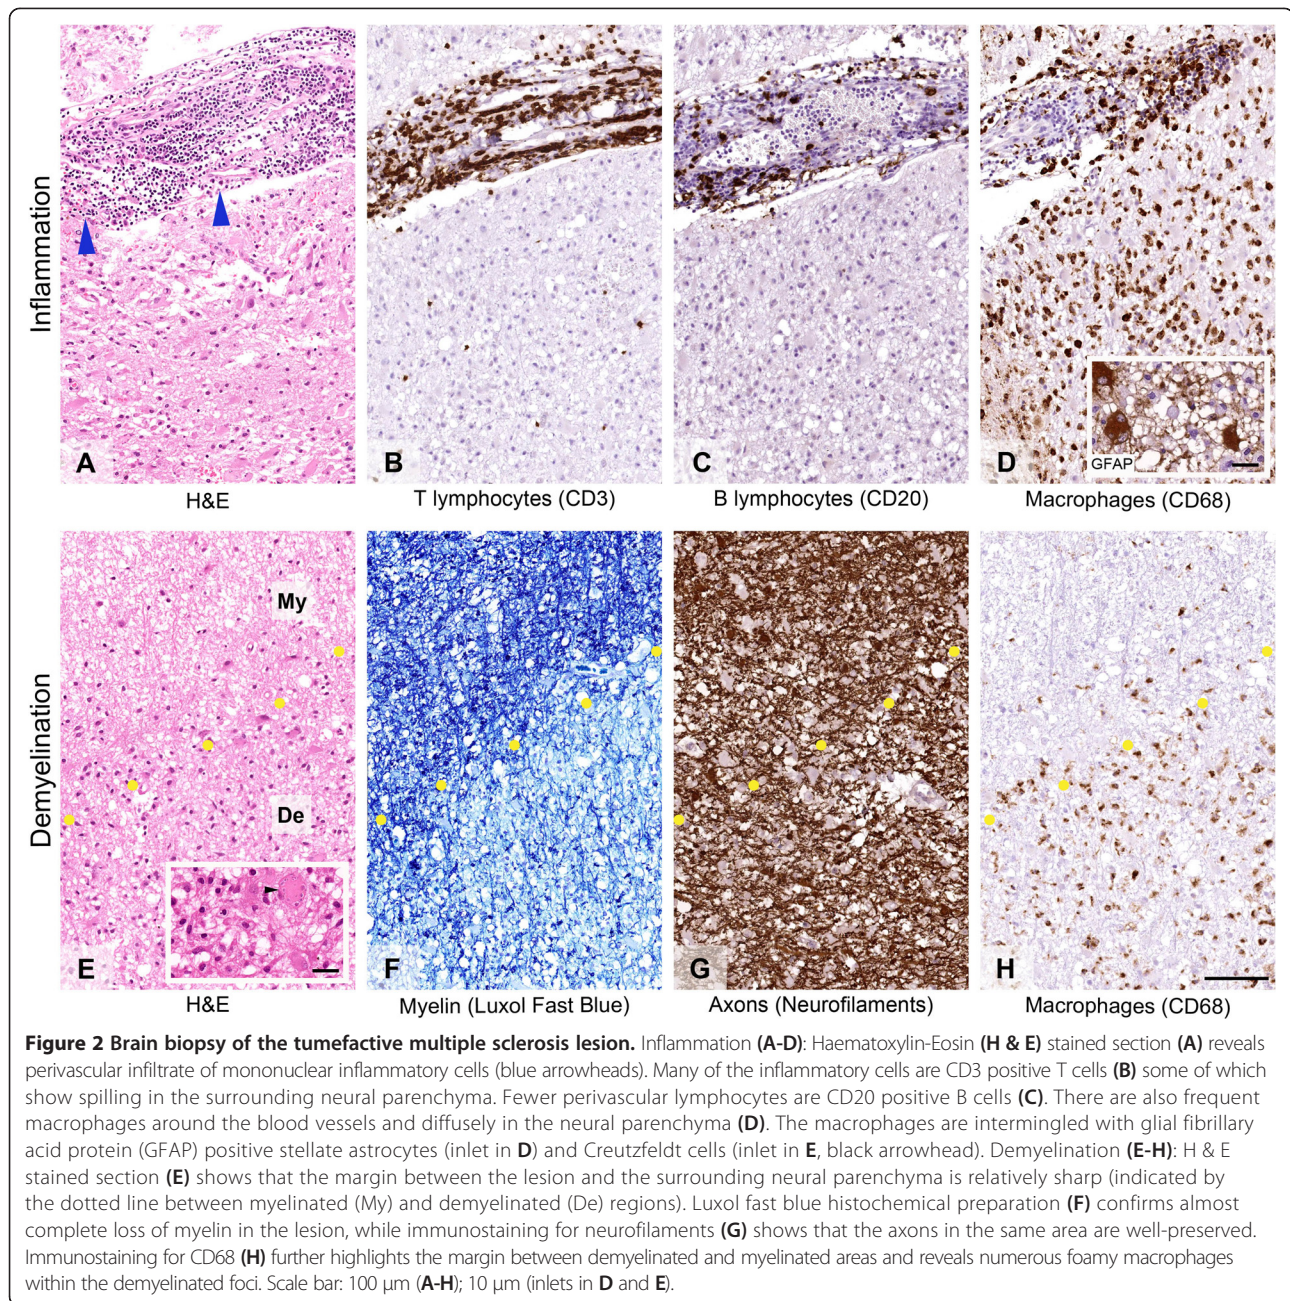 Inflammation
A
B
C
D
GFAP
H&E
T lymphocytes (CD3)
B lymphocytes (CD20)
Macrophages (CD68)
Demyelination
My
De
E
F
G
H
H&E
Myelin (Luxol Fast Blue)
Axons (Neurofilaments)
Macrophages (CD68)
Figure 2 Brain biopsy of the tumefactive multiple sclerosis lesion. Inflammation (A-D): Haematoxylin-Eosin (H & E) stained section (A) reveals
perivascular infiltrate of mononuclear inflammatory cells (blue arrowheads). Many of the inflammatory cells are CD3 positive T cells (B) some of which
show spilling in the surrounding neural parenchyma. Fewer perivascular lymphocytes are CD20 positive B cells (C). There are also frequent
macrophages around the blood vessels and diffusely in the neural parenchyma (D). The macrophages are intermingled with glial fibrillary
acid protein (GFAP) positive stellate astrocytes (inlet in D) and Creutzfeldt cells (inlet in E, black arrowhead). Demyelination (E-H): H & E
stained section (E) shows that the margin between the lesion and the surrounding neural parenchyma is relatively sharp (indicated by
the dotted line between myelinated (My) and demyelinated (De) regions). Luxol fast blue histochemical preparation (F) confirms almost
complete loss of myelin in the lesion, while immunostaining for neurofilaments (G) shows that the axons in the same area are well-preserved.
Immunostaining for CD68 (H) further highlights the margin between demyelinated and myelinated areas and reveals numerous foamy macrophages
within the demyelinated foci. Scale bar: 100 μm (A-H); 10 μm (inlets in D and E).